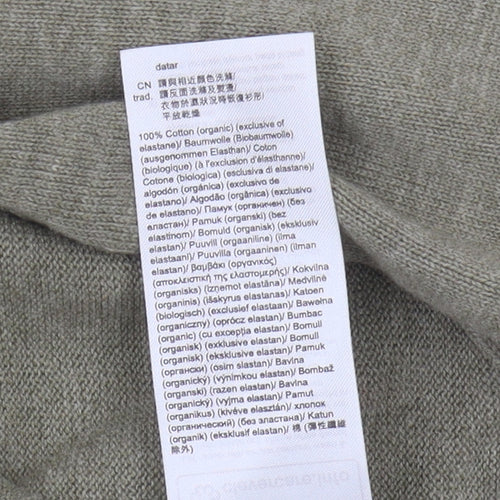 datar
CN 請與相近顏色洗滌/
trad. 請反面洗滌及熨燙/
衣物於濕狀況時恢復衫形/
平放乾燥
100% Cotton (organic) (exclusive of
elastane)/ Baumwolle (Biobaumwolle)
(ausgenommen Elasthan)/ Coton
(biologique) (à l'exclusion d'élasthanne)/
Cotone (biologica) (esclusiva di elastane)/
algodón (orgánica) (exclusivo de
elastano)/ Algodão (orgânica) (exclusivo
de elastano)/ Памук (органичен) (без
еластан)/ Pamuk (organski) (bez
elastinom)/ Bomuld (organisk) (eksklusiv
elastan)/ Puuvill (orgaaniline) (ilma
elastaani)/ Puuvilla (orgaaninen) (ilman
elastan)/ βαμβάκι (οργανικός)
(αποκλειστική της ελαστομερής)/ Kokvilna
(organiska) (izņemot elastāna)/ Medvilnė
(organinis) (išskyrus elastanas)/ Katoen
(biologisch) (exclusief elastaan)/ Bawełna
(organiczny) (oprócz elastan)/ Bumbac
(organic) (cu excepția elastan)/ Bomull
(organisk) (exklusive elastan)/ Bomull
(organisk) (eksklusive elastan)/ Pamuk
(органски) (osim elastan)/ Bavlna
(organický) (výnimkou elastan)/ Bombaž
(organski) (razen elastan)/ Bavlna
(organický) (vyjma elastan)/ Pamut
(organikus) (kivéve elasztán)/ хлопок
(органический) (без эластана)/ Katun
(organik) (eksklusif elastan)/ 棉 (彈性纖維
除外)